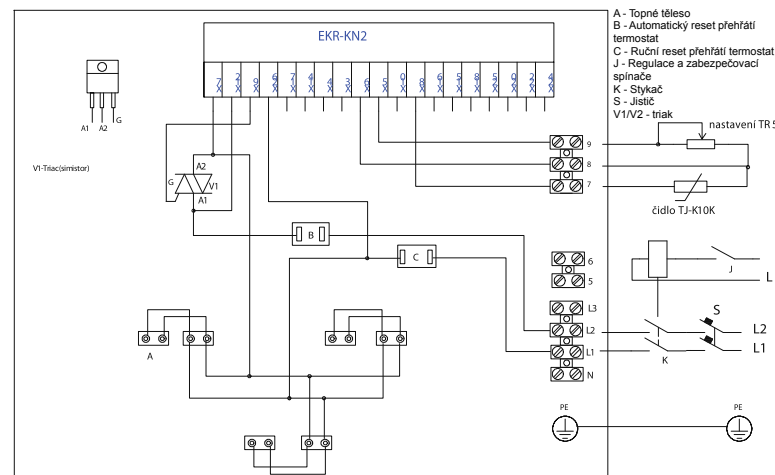 A - Topné těleso
B - Automatický reset přehřátí
termostat
C - Ruční reset přehřátí termostat
J - Regulace a zabezpečovací
spínače
K - Stykač
S - Jistič
V1/V2 - triak
EKR-KN2
A1 A2 G
V1-Triac(simistor)
A2
G
V1
A1
B
C
A
9
8
7
nastavení TR5
čidlo TJ-K10K
6
5
J
L
L3
L2
L1
N
S
L2
L1
K
PE
PE